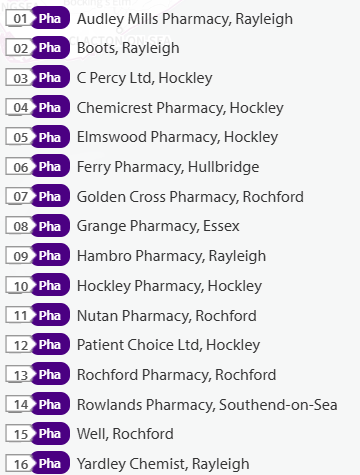 01 Pha Audley Mills Pharmacy, Rayleigh
02 Pha Boots, Rayleigh
03 Pha C Percy Ltd, Hockley
04 Pha Chemicrest Pharmacy, Hockley
05 Pha Elmswood Pharmacy, Hockley
06 Pha Ferry Pharmacy, Hullbridge
07 Pha Golden Cross Pharmacy, Rochford
08 Pha Grange Pharmacy, Essex
09 Pha Hambro Pharmacy, Rayleigh
10 Pha Hockley Pharmacy, Hockley
11 Pha Nutan Pharmacy, Rochford
12 Pha Patient Choice Ltd, Hockley
13 Pha Rochford Pharmacy, Rochford
14 Pha Rowlands Pharmacy, Southend-on-Sea
15 Pha Well, Rochford
16 Pha Yardley Chemist, Rayleigh